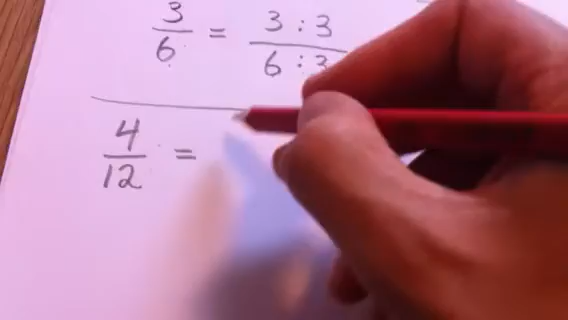 3/6 = 3:3/6:3
4/12 =